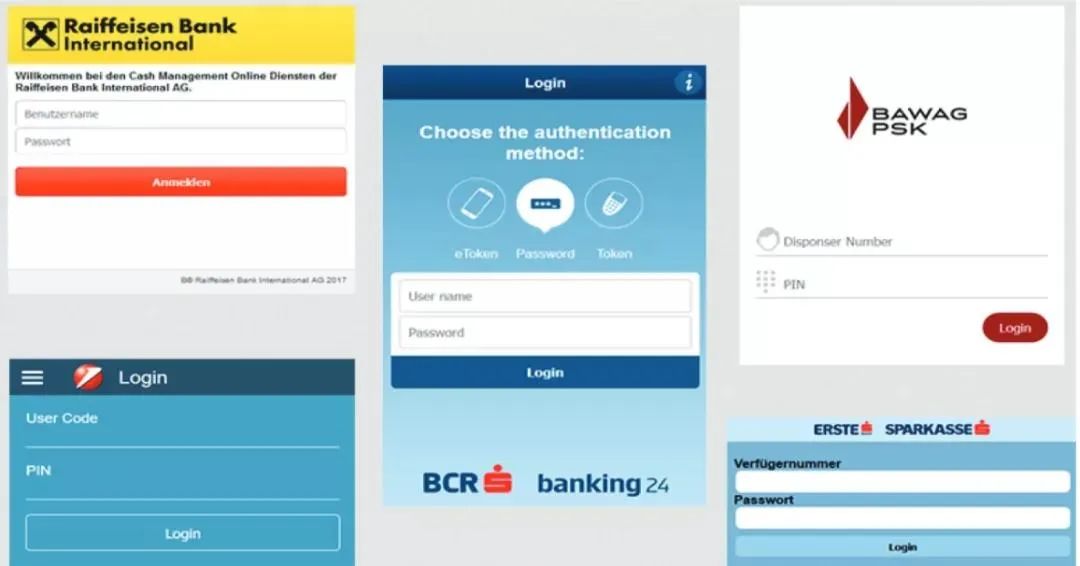 Raiffeisen Bank
International
Willkommen bei den Cash Management Online Diensten der
Raiffeisen Bank International AG.
Benutzername
Passwort
Anmelden
B® Raiffeisen Bank International AG 2017
Login
User Code
PIN
Login
Login
i
Choose the authentication
method:
eToken Password Token
User name
Password
Login
BCR banking 24
BAWAG
PSK
Disponser Number
PIN
Login
ERSTE SPARKASSE
Verfügernummer
Passwort
Login